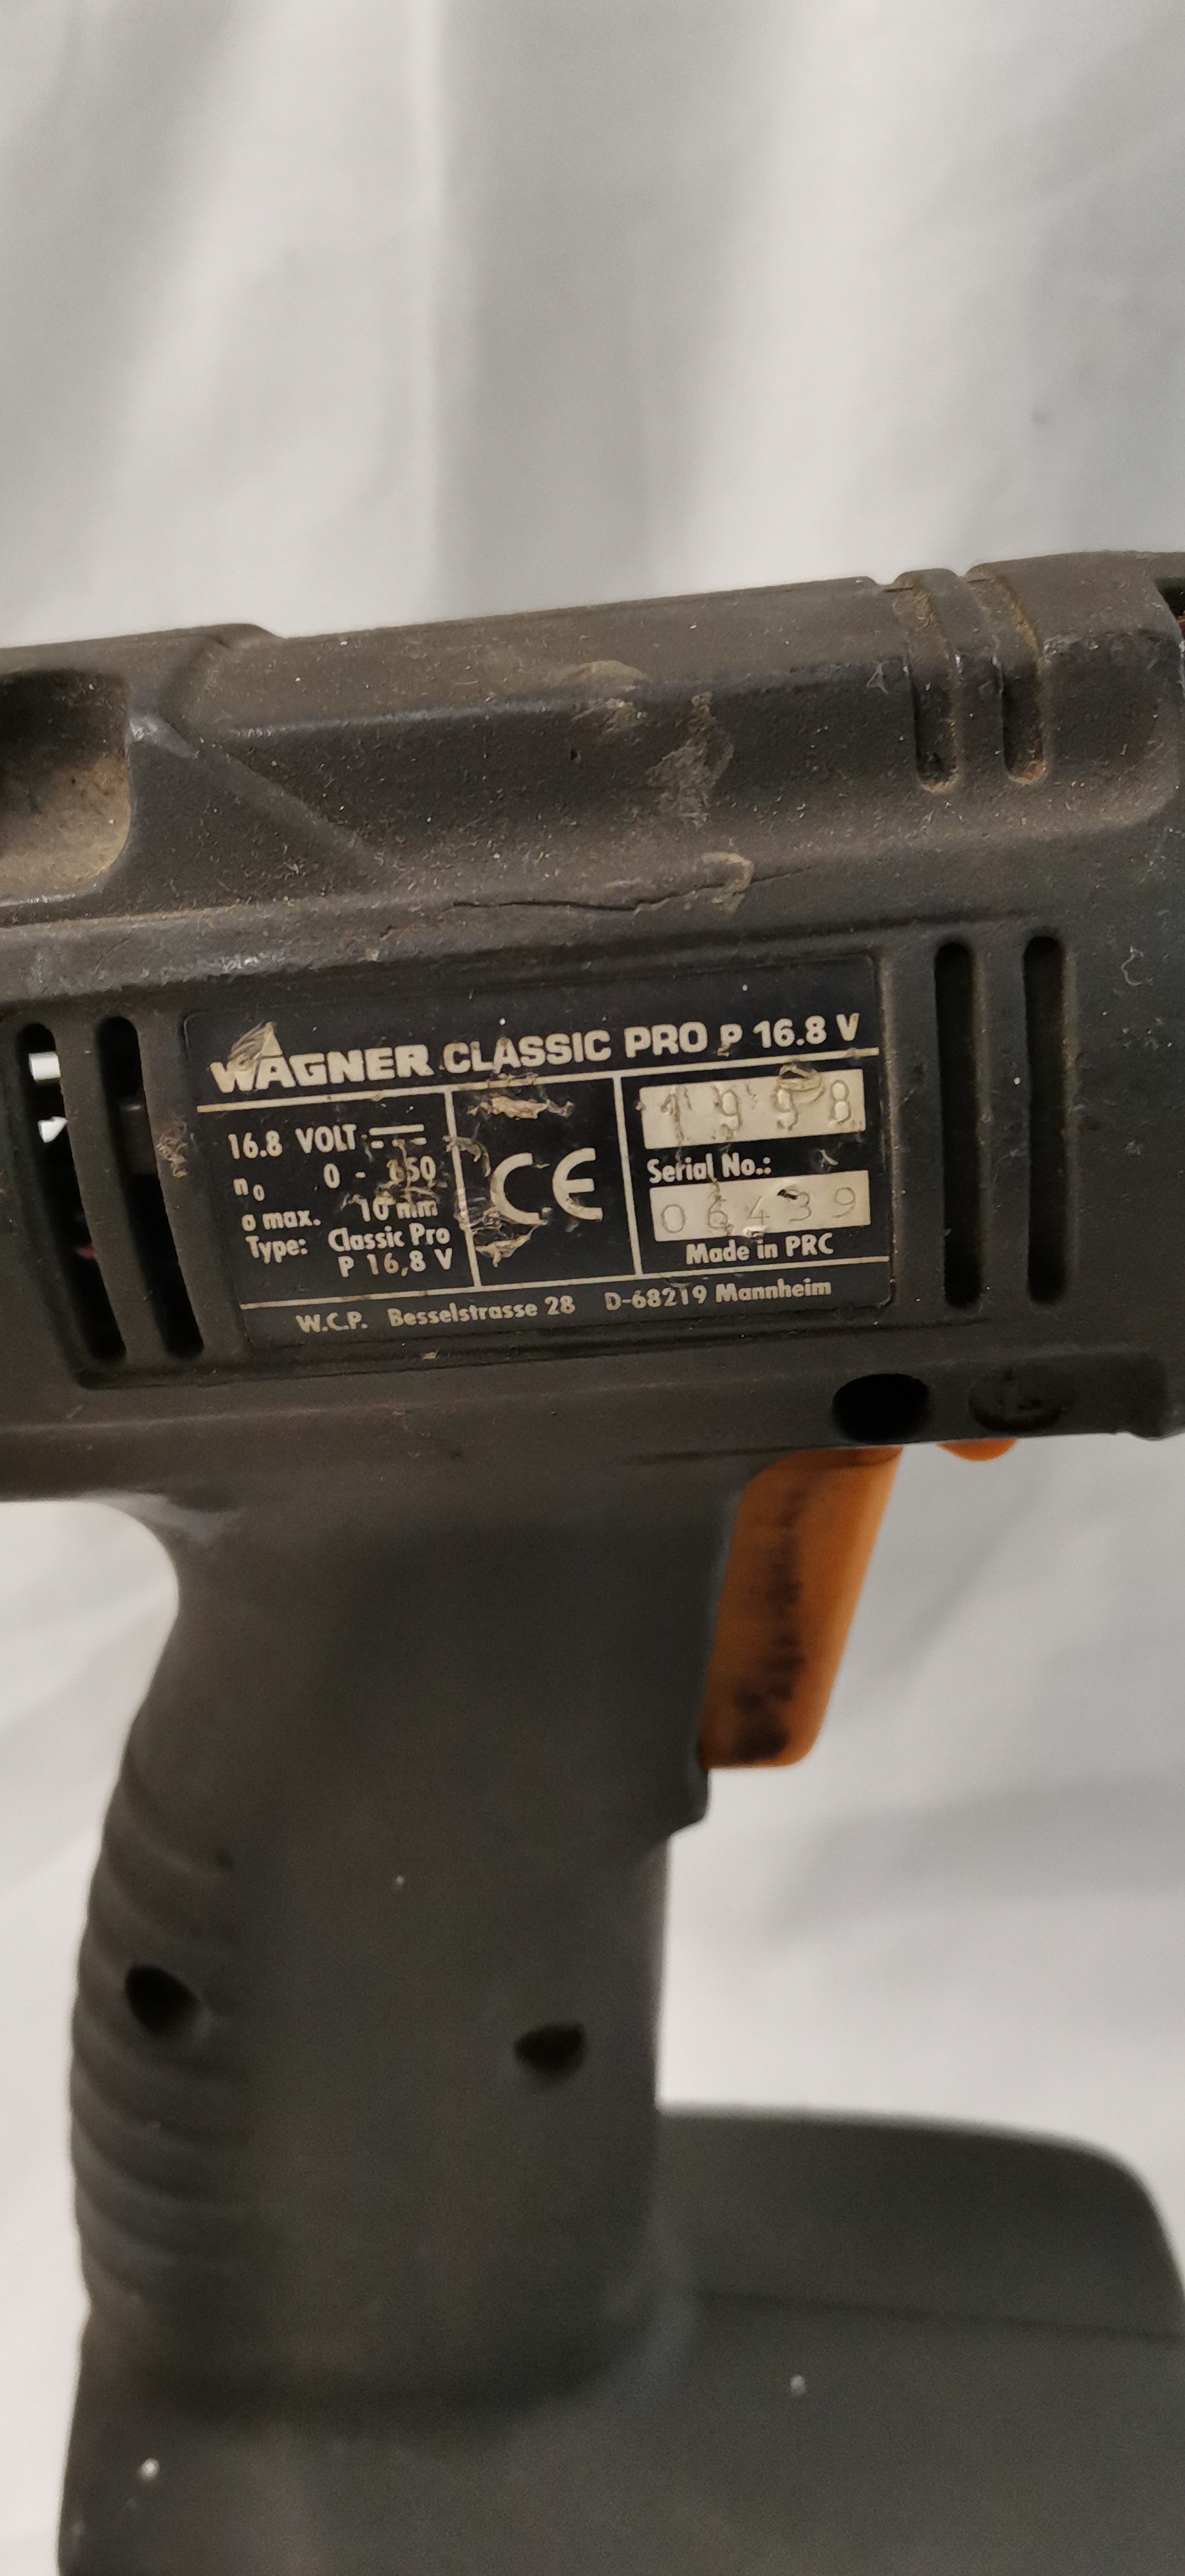 WAGNER CLASSIC PRO P 16.8 V
16.8 VOLT
n₀ 0 - 650
o max. 10 mm
Type: Classic Pro
P 16,8 V
CE
1998
Serial No.:
06439
Made in PRC
W.C.P. Besselstrasse 28 D-68219 Mannheim
L